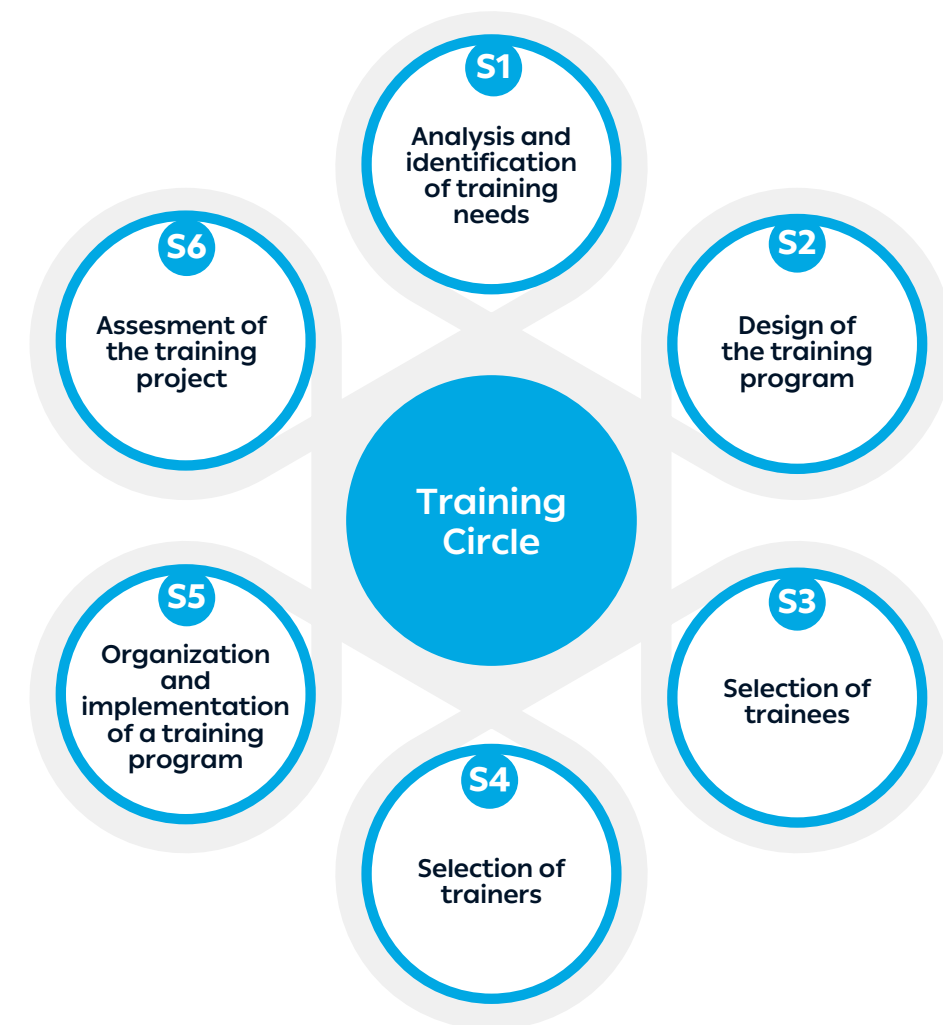 S1
Analysis and
identification
of training
needs
S2
Design of
the training
program
S3
Selection of
trainees
S4
Selection of
trainers
S5
Organization
and
implementation
of a training
program
S6
Assesment of
the training
project
Training
Circle